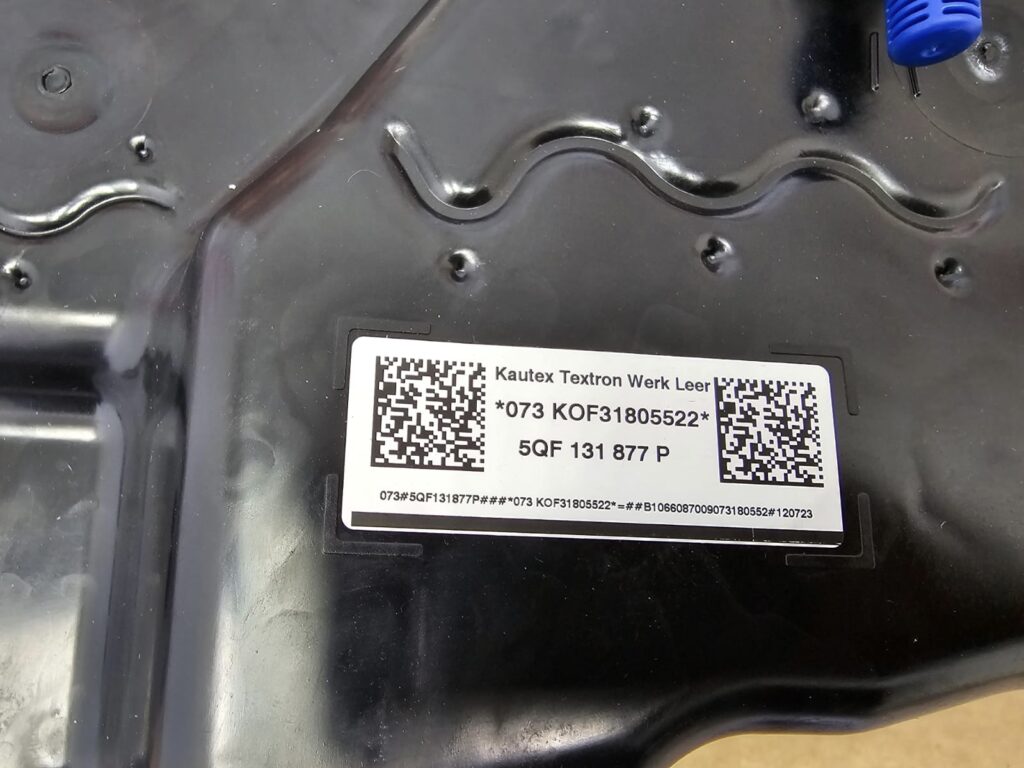 Kautex Textron Werk Leer
*073 KOF31805522*
5QF 131 877 P
073#5QF131877P###*073 KOF31805522*=##B1066087009073180552#120723